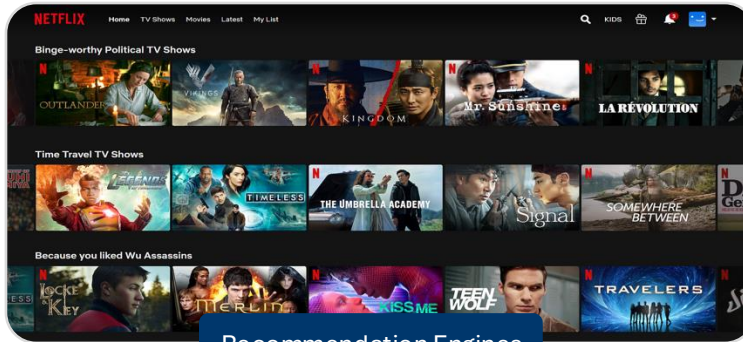 NETFLIX Home TV Shows Movies Latest My List KIDS
Binge-worthy Political TV Shows
OUTLANDER VIKINGS KINGDOM Mr. Sunshine LA RÉVOLUTION
Time Travel TV Shows
LEGENDS TIMELESS THE UMBRELLA ACADEMY Signal SOMEWHERE BETWEEN
Because you liked Wu Assassins
LOCKE & KEY MERLIN KISS ME TEEN WOLF TRAVELERS
Recommendation Engines